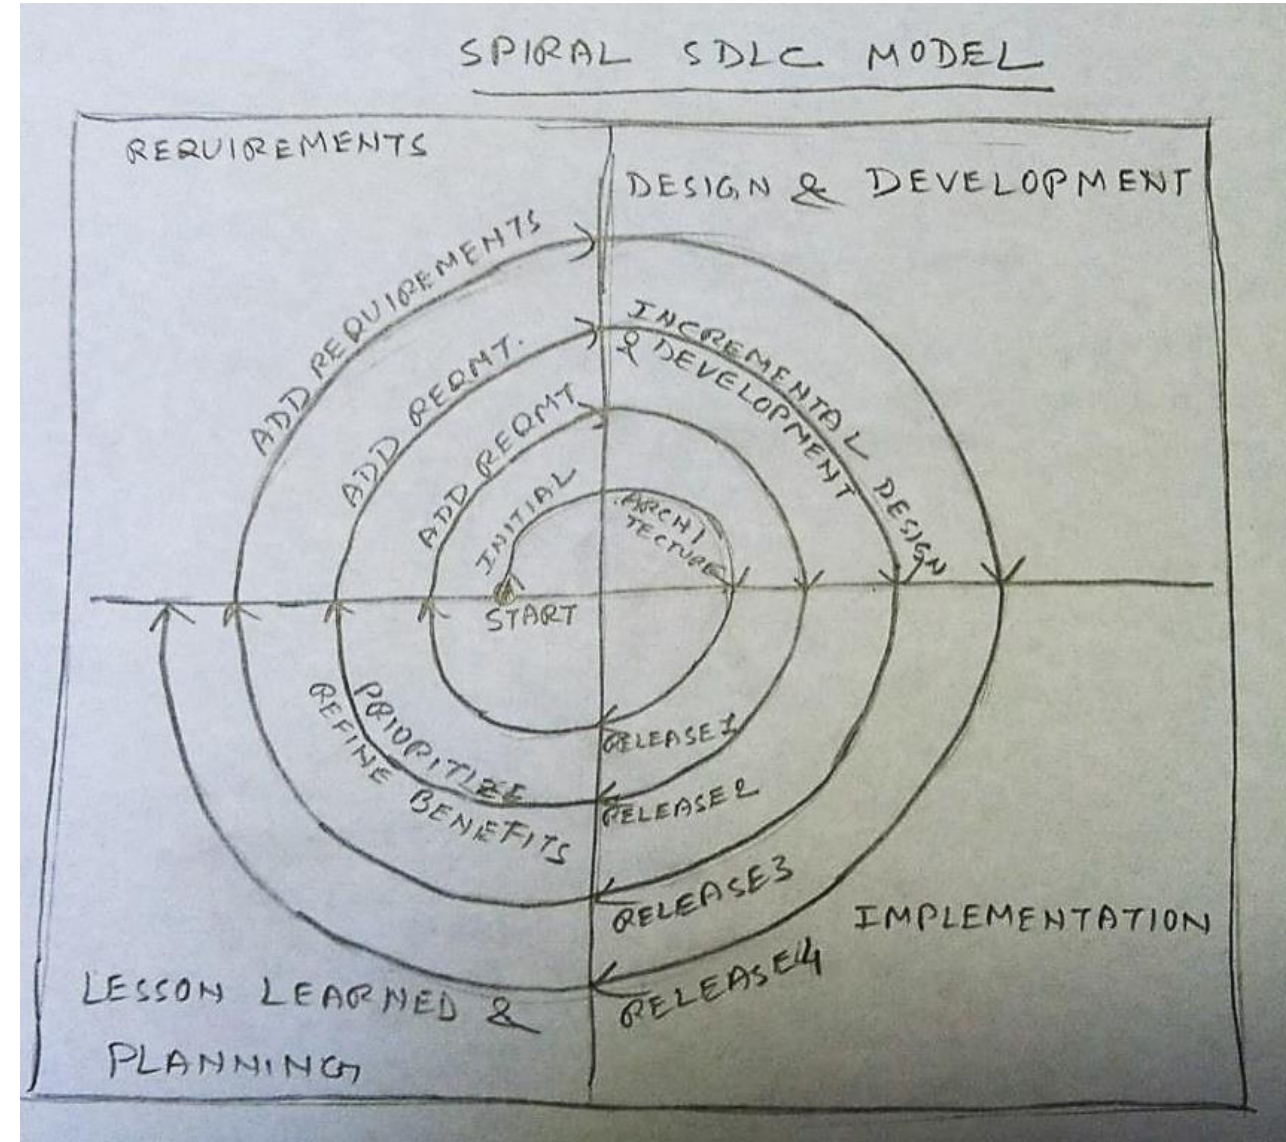 SPIRAL SDLC MODEL
REQUIREMENTS
DESIGN & DEVELOPMENT
ADD REQUIREMENTS
ADD REQMT.
ADD REQMT
INITIAL
START
ARCHI
TECTURE
INCREMENTAL DESIGN
& DEVELOPMENT
PRIORITIZE
REFINE BENEFITS
RELEASE1
RELEASE2
RELEASE3
RELEASE4
IMPLEMENTATION
LESSON LEARNED &
PLANNING